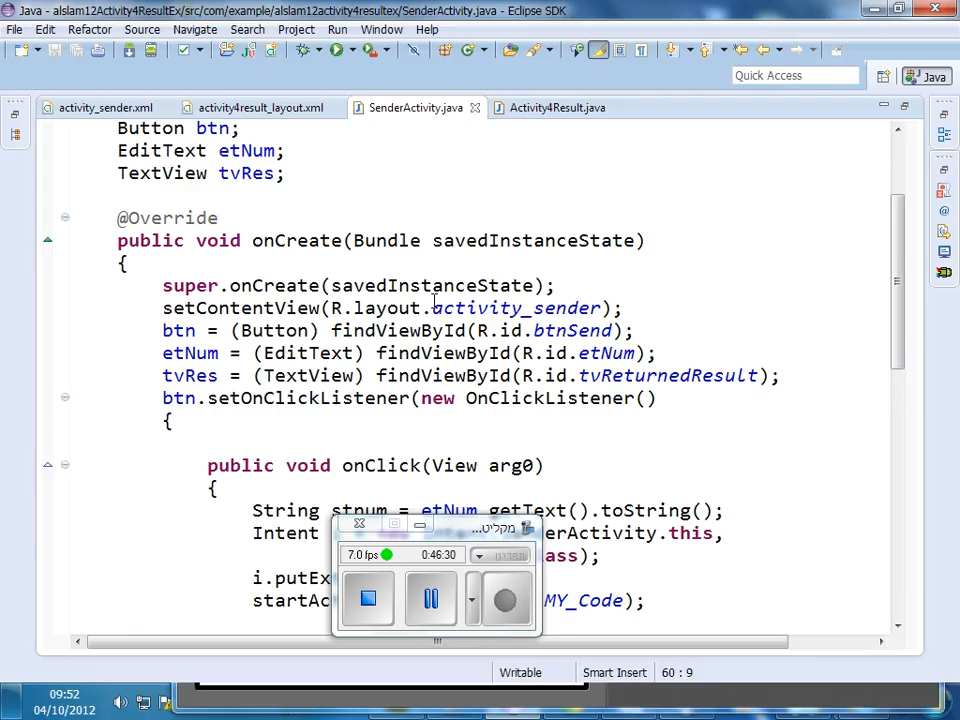 Java - alslam12Activity4ResultEx/src/com/example/alslam12activity4resultex/SenderActivity.java - Eclipse SDK
File Edit Refactor Source Navigate Search Project Run Window Help
Quick Access
Java
activity_sender.xml activity4result_layout.xml SenderActivity.java Activity4Result.java
Button btn;
EditText etNum;
TextView tvRes;
@Override
public void onCreate(Bundle savedInstanceState)
{
super.onCreate(savedInstanceState);
setContentView(R.layout.activity_sender);
btn = (Button) findViewById(R.id.btnSend);
etNum = (EditText) findViewById(R.id.etNum);
tvRes = (TextView) findViewById(R.id.tvReturnedResult);
btn.setOnClickListener(new OnClickListener()
{
public void onClick(View arg0)
{
String stnum = etNum.getText().toString();
Intent
this,
class);
i.putEx
startAc
MY_Code);
מקליט...
7.0 fps 0:46:30 תפריט
Writable Smart Insert 60 : 9
09:52
04/10/2012